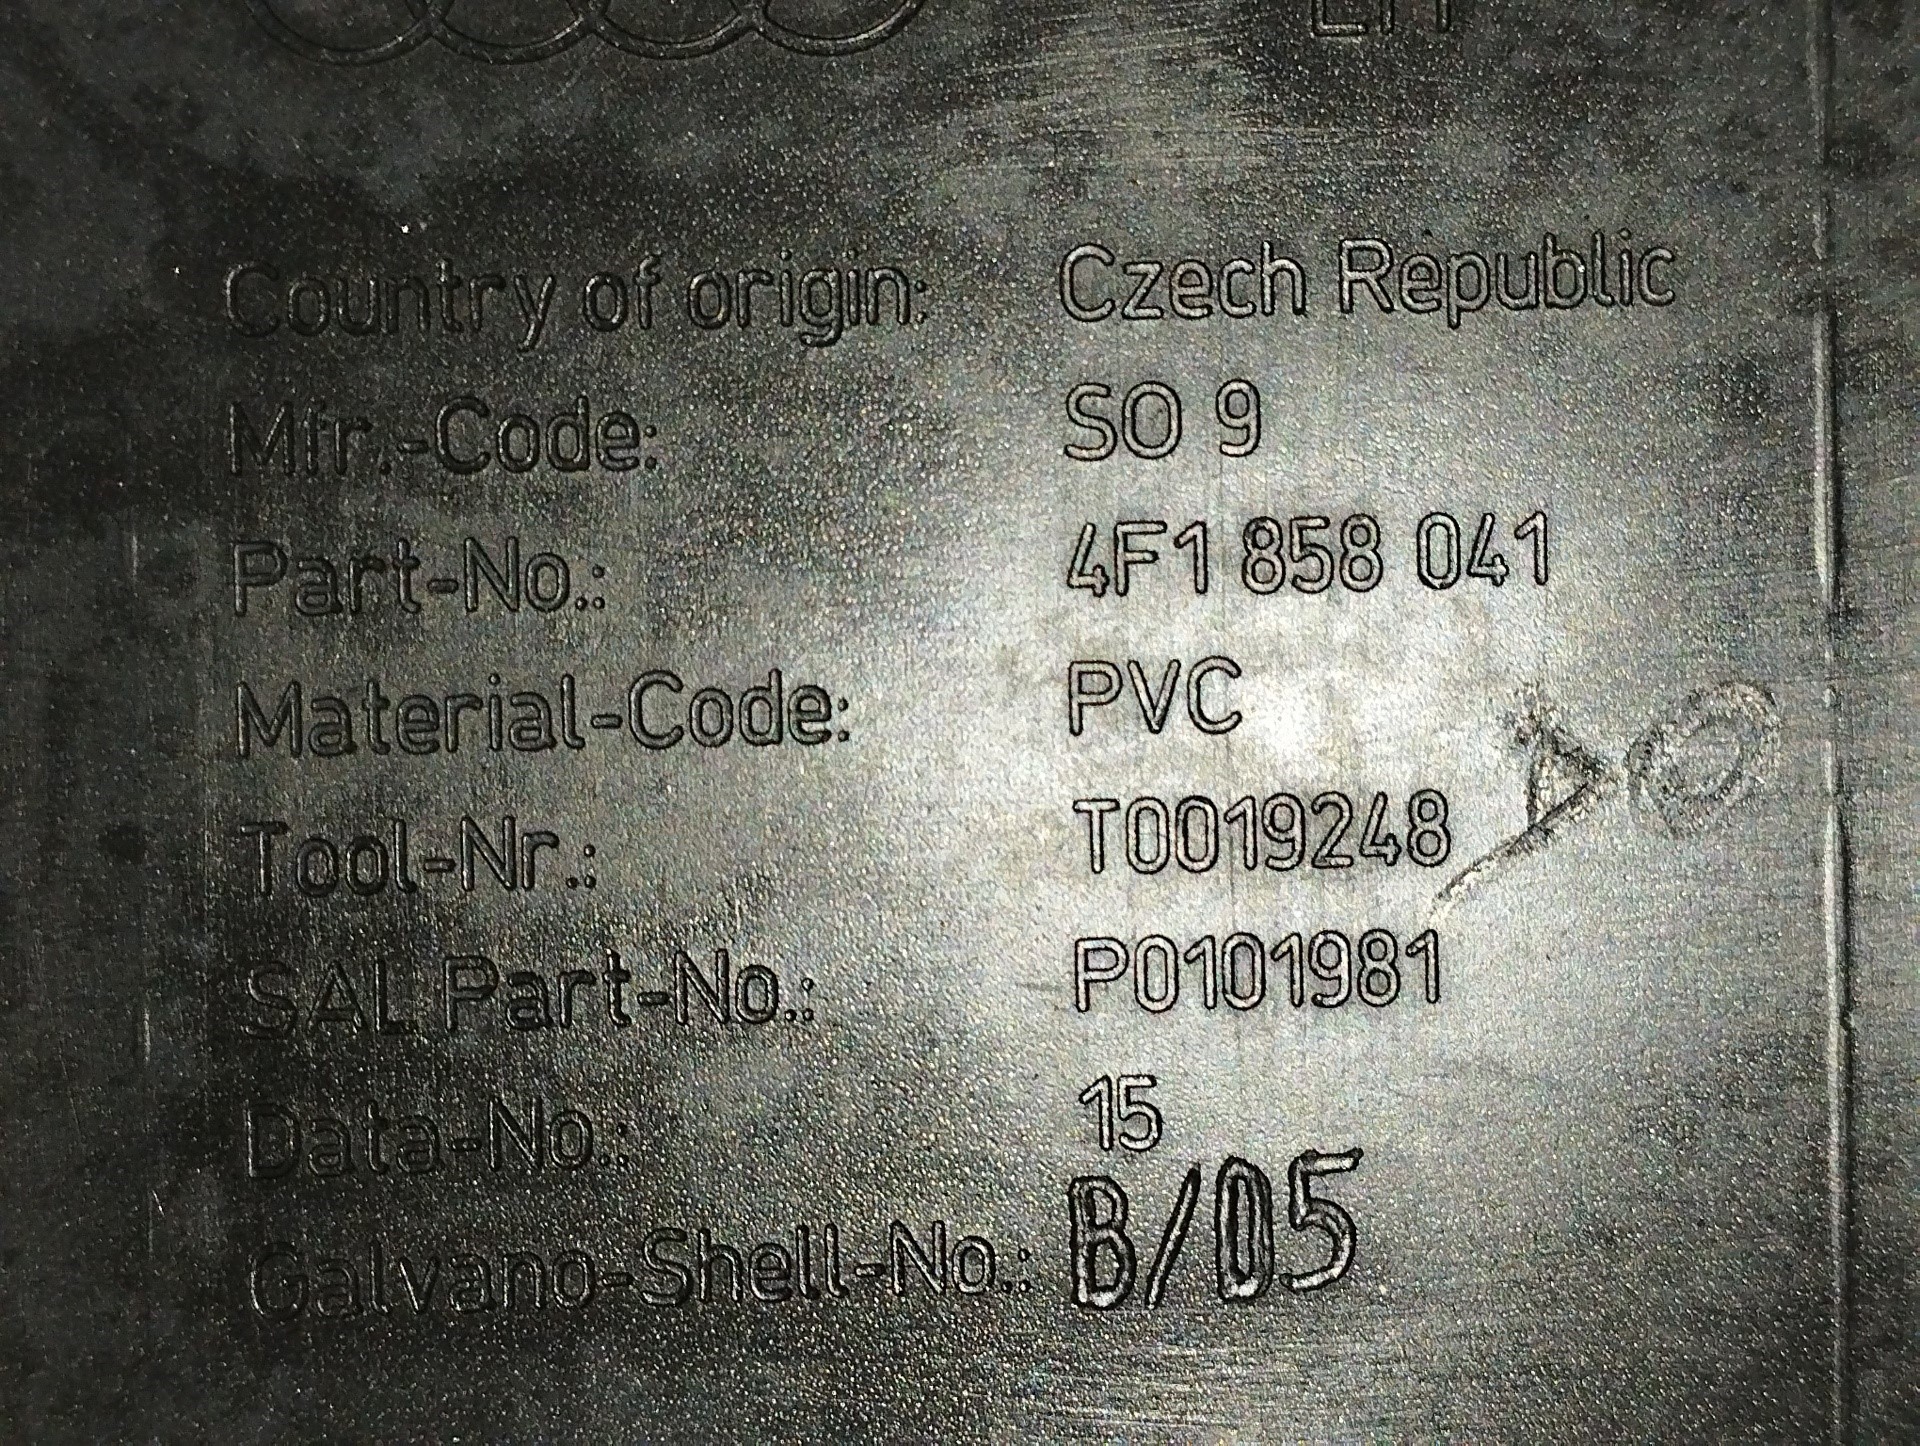 Country of origin: Czech Republic
Mfr.-Code: SO 9
Part-No.: 4F1 858 041
Material-Code: PVC
Tool-Nr.: T0019248
SAL Part-No.: P0101981
Data-No.: 15
Galvano-Shell-No.: B/05